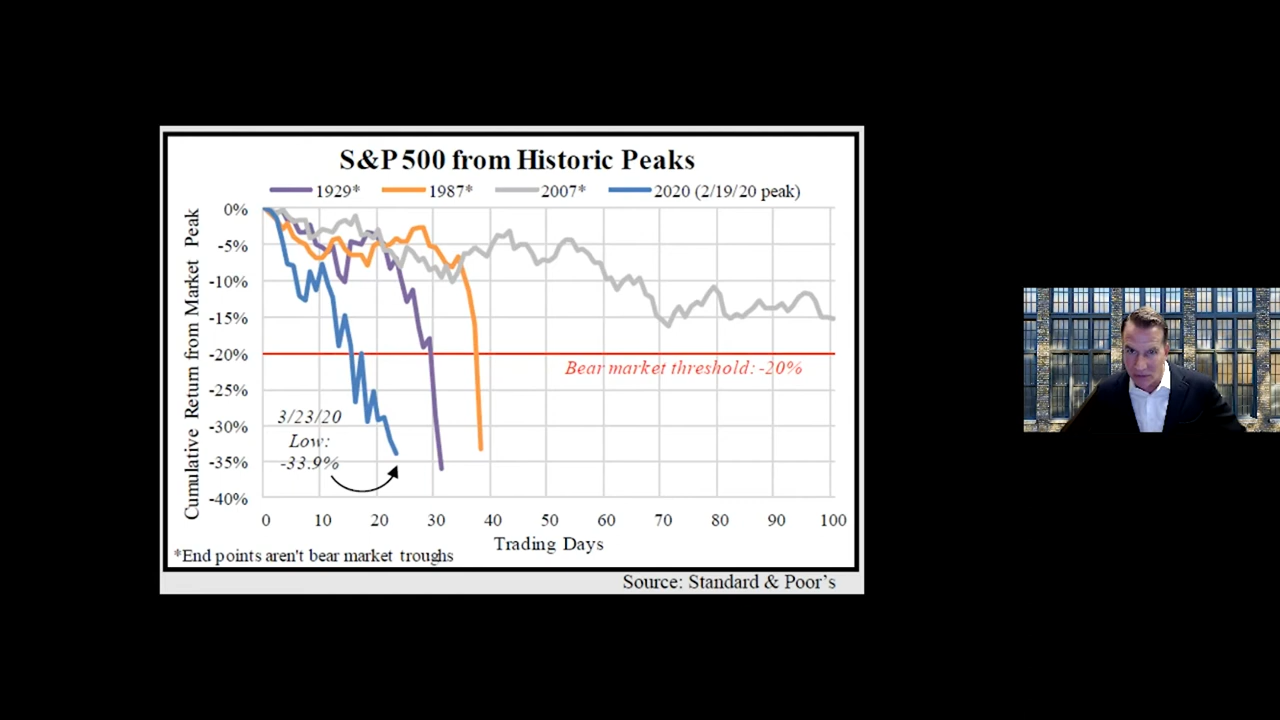 S&P 500 from Historic Peaks
1929* 1987* 2007* 2020 (2/19/20 peak)
Cumulative Return from Market Peak
0%
-5%
-10%
-15%
-20%
-25%
-30%
-35%
-40%
Bear market threshold: -20%
3/23/20
Low:
-33.9%
0 10 20 30 40 50 60 70 80 90 100
Trading Days
*End points aren't bear market troughs
Source: Standard & Poor's